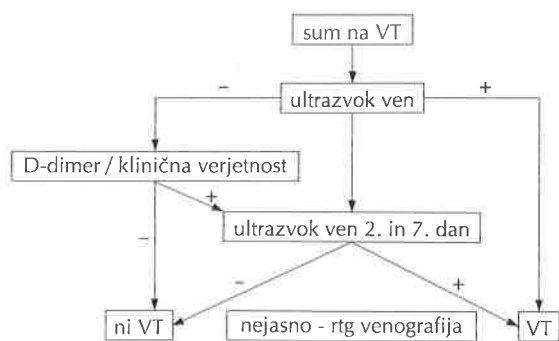 sum na VT
–
ultrazvok ven
+
D-dimer / klinična verjetnost
+
ultrazvok ven 2. in 7. dan
–
–
+
ni VT
nejasno - rtg venografija
VT